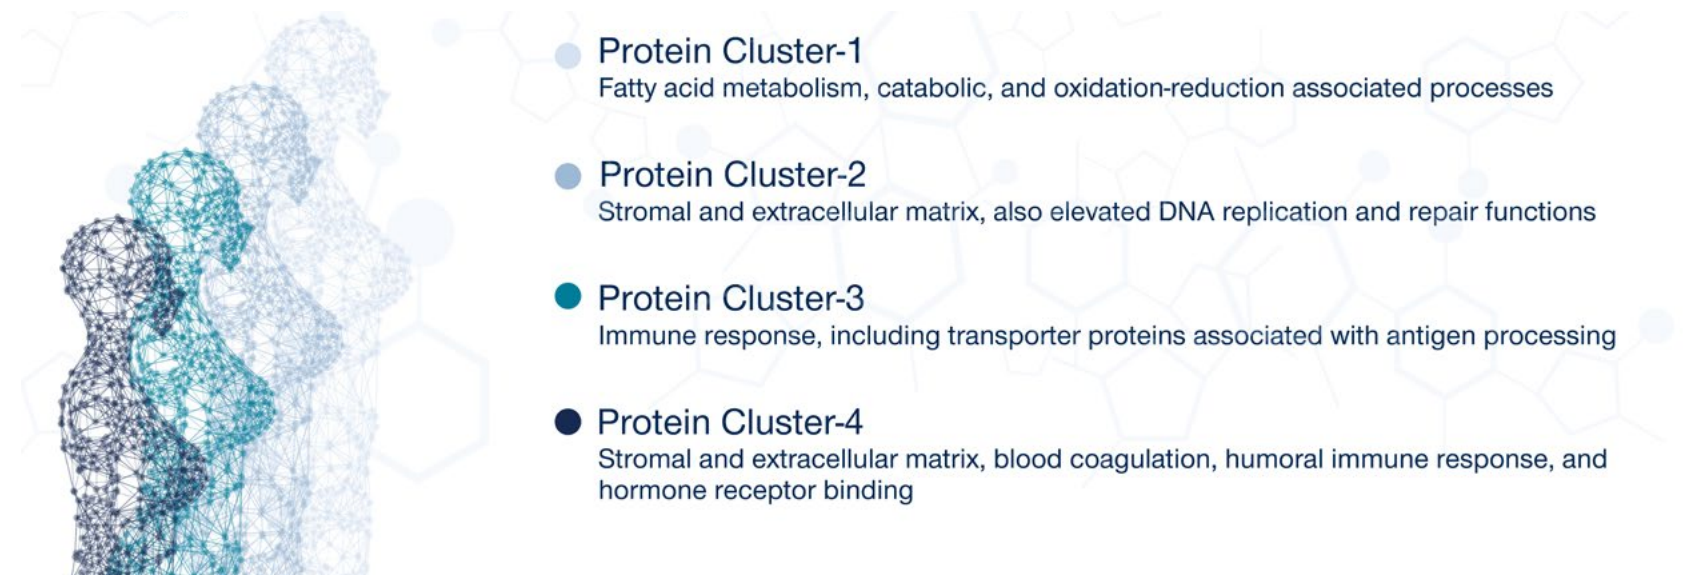 Protein Cluster-1
Fatty acid metabolism, catabolic, and oxidation-reduction associated processes
Protein Cluster-2
Stromal and extracellular matrix, also elevated DNA replication and repair functions
Protein Cluster-3
Immune response, including transporter proteins associated with antigen processing
Protein Cluster-4
Stromal and extracellular matrix, blood coagulation, humoral immune response, and
hormone receptor binding